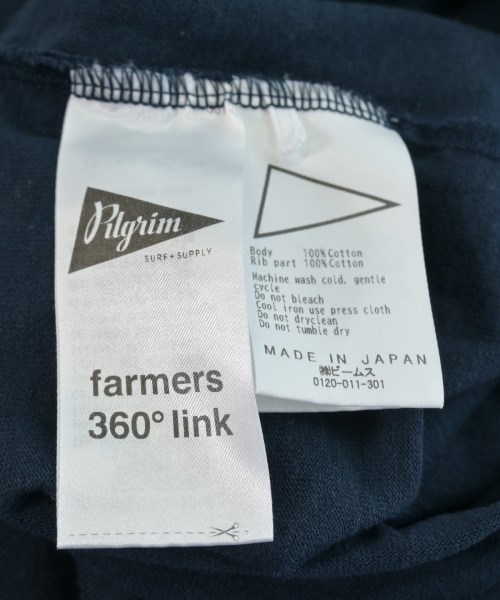 Pilgrim
SURF+SUPPLY
farmers
360° link
Body 100%Cotton
Rib part 100%Cotton
Machine wash cold, gentle
cycle
Do not bleach
Cool iron use press cloth
Do not dryclean
Do not tumble dry
MADE IN JAPAN
㈱ビームス
0120-011-301